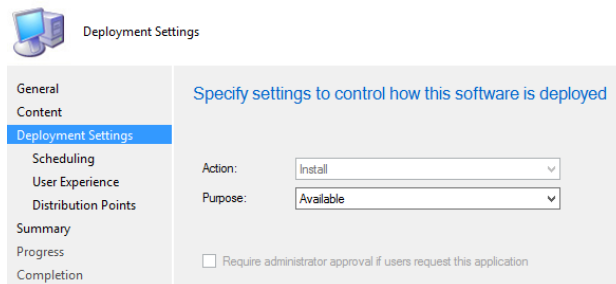 Deployment Settings
General
Content
Deployment Settings
Scheduling
User Experience
Distribution Points
Summary
Progress
Completion
Specify settings to control how this software is deployed
Action: Install
Purpose: Available
Require administrator approval if users request this application